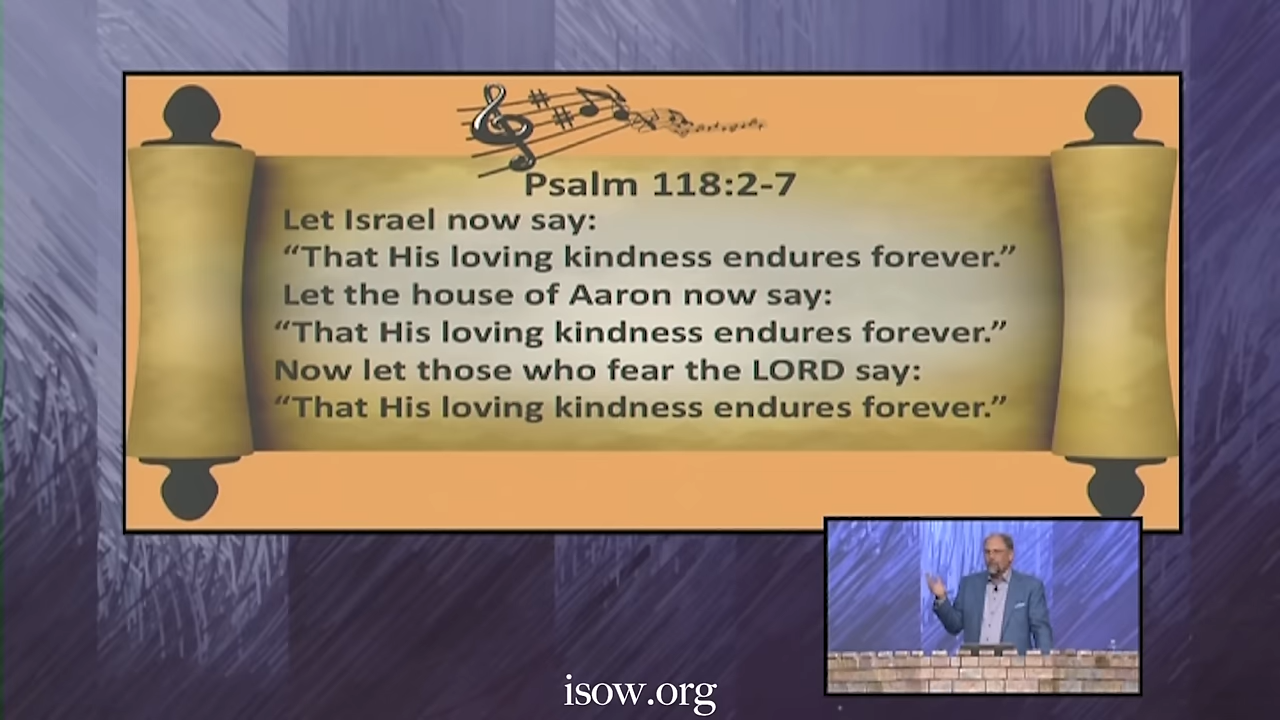 Psalm 118:2-7
Let Israel now say:
“That His loving kindness endures forever.”
Let the house of Aaron now say:
“That His loving kindness endures forever.”
Now let those who fear the LORD say:
“That His loving kindness endures forever.”
isow.org